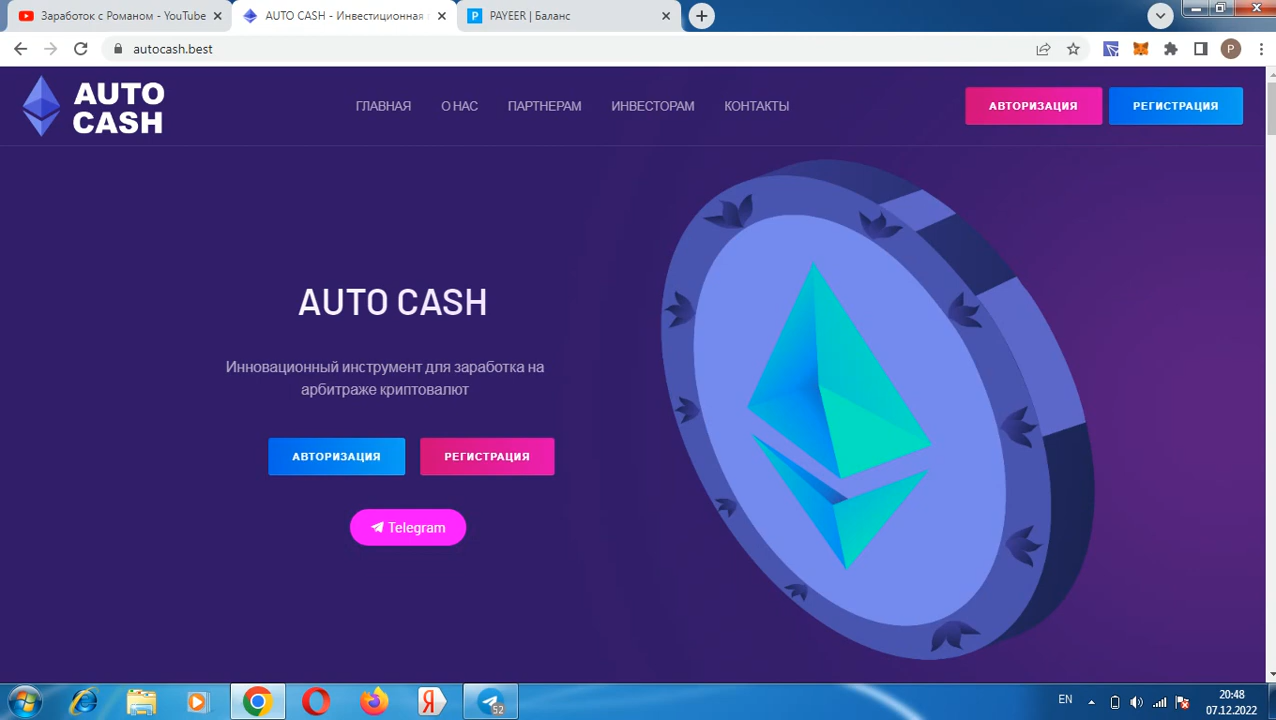 Заработок с Романом - YouTube
AUTO CASH - Инвестиционная
PAYEER | Баланс
autocash.best
P
AUTO
CASH
ГЛАВНАЯ
О НАС
ПАРТНЕРАМ
ИНВЕСТОРАМ
КОНТАКТЫ
АВТОРИЗАЦИЯ
РЕГИСТРАЦИЯ
AUTO CASH
Инновационный инструмент для заработка на
арбитраже криптовалют
АВТОРИЗАЦИЯ
РЕГИСТРАЦИЯ
Telegram
52
EN
20:48
07.12.2022